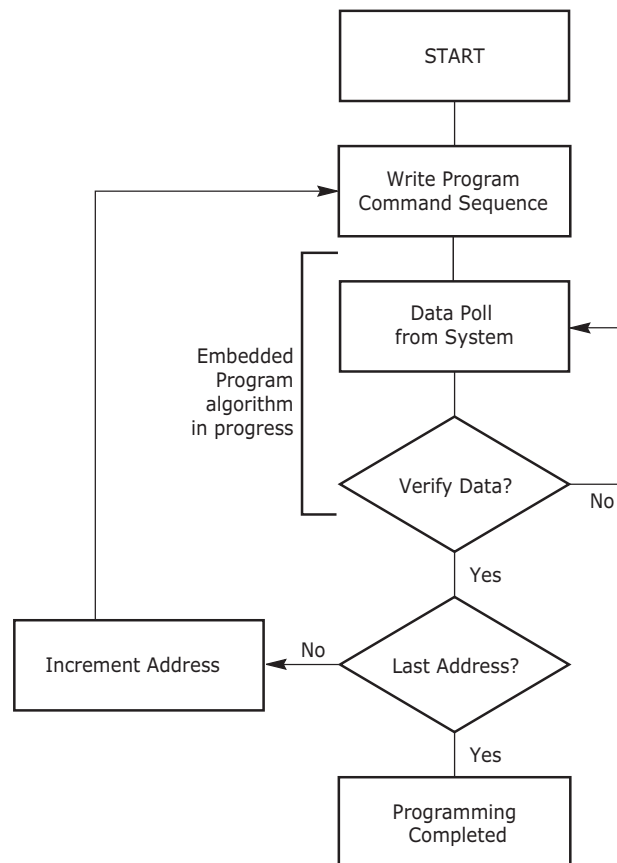 START
Write Program
Command Sequence
Data Poll
from System
Embedded
Program
algorithm
in progress
Verify Data?
No
Yes
Increment Address
No
Last Address?
Yes
Programming
Completed